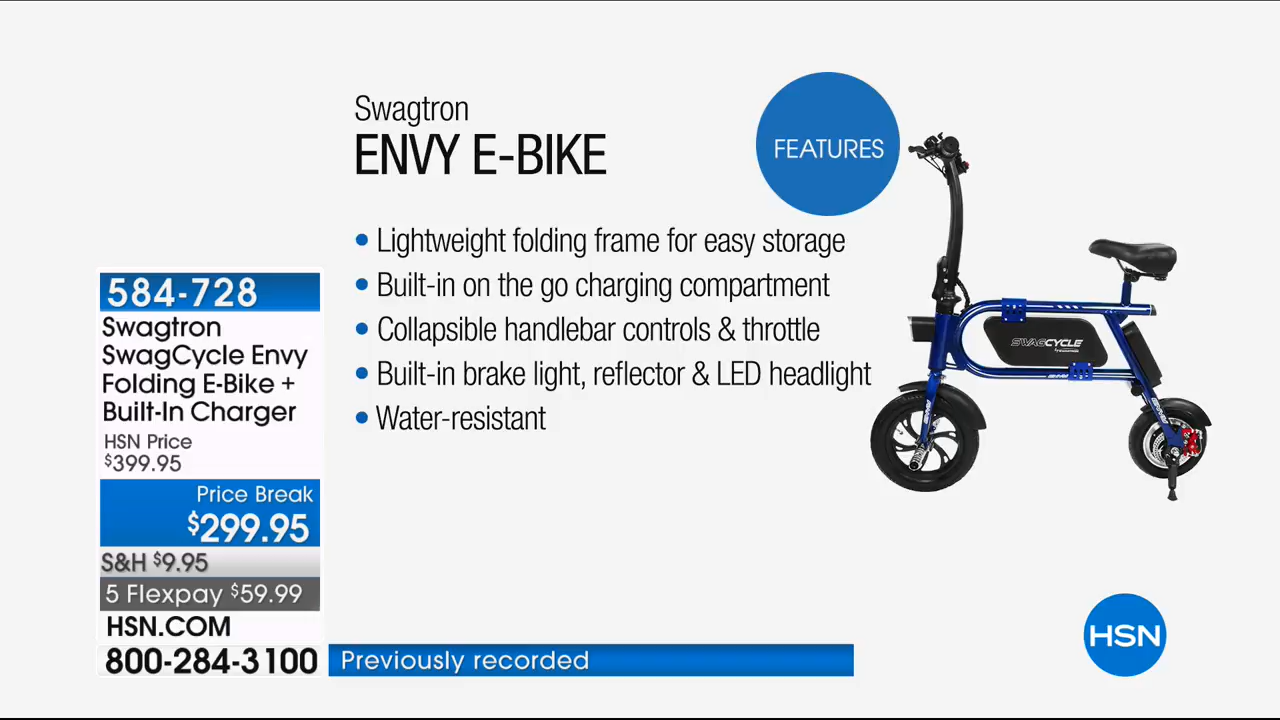 Swagtron
ENVY E-BIKE
FEATURES
• Lightweight folding frame for easy storage
• Built-in on the go charging compartment
• Collapsible handlebar controls & throttle
• Built-in brake light, reflector & LED headlight
• Water-resistant
SWAGCYCLE
584-728
Swagtron
SwagCycle Envy
Folding E-Bike +
Built-In Charger
HSN Price
$399.95
Price Break
$299.95
S&H $9.95
5 Flexpay $59.99
HSN.COM
800-284-3100
Previously recorded
HSN